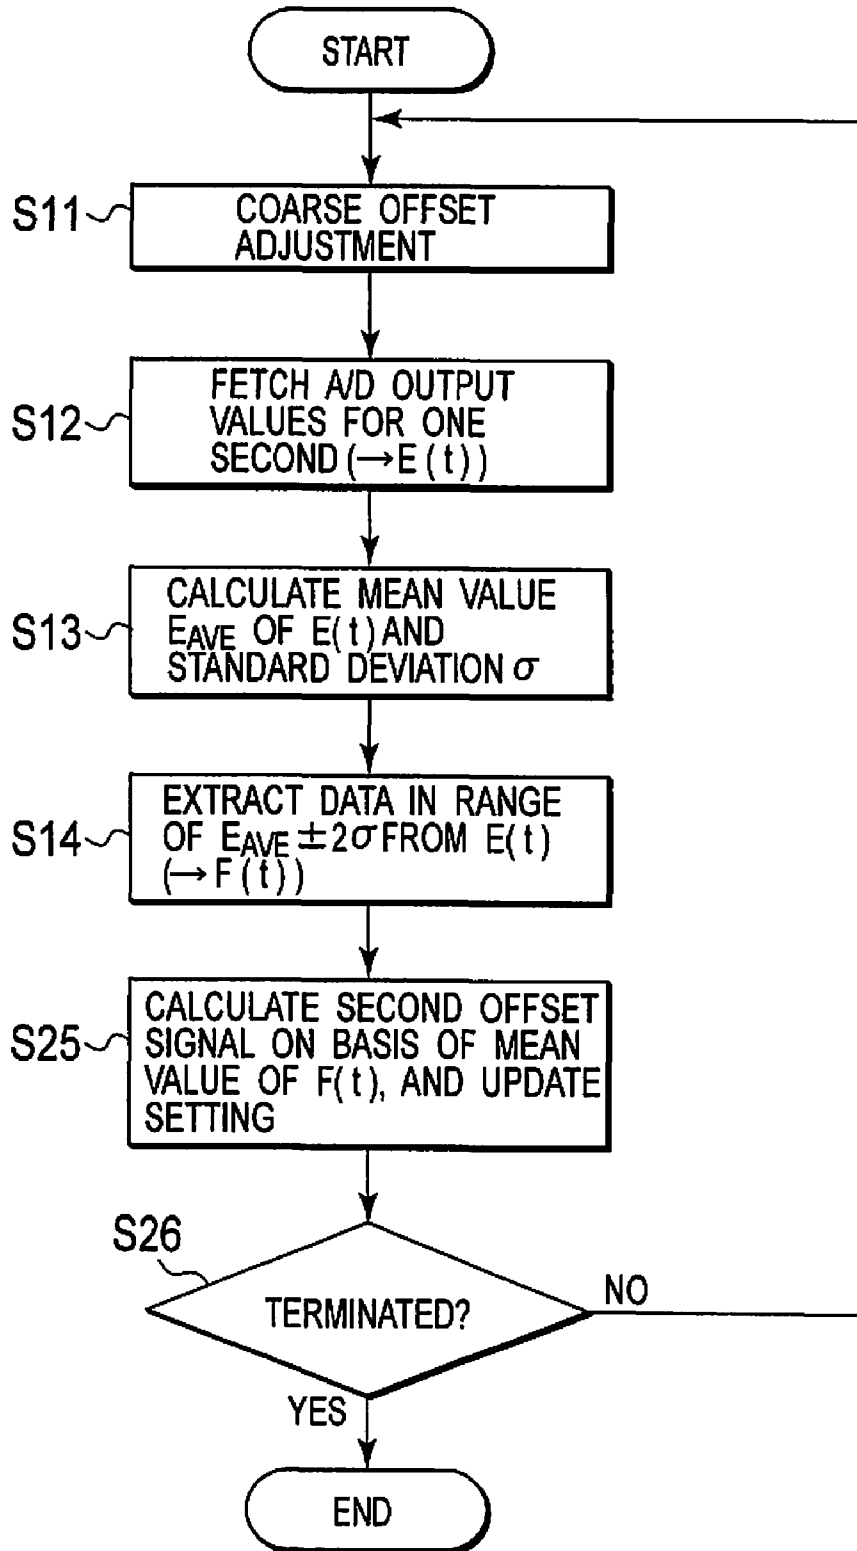 START
S11
COARSE OFFSET
ADJUSTMENT
S12
FETCH A/D OUTPUT
VALUES FOR ONE
SECOND (→E(t))
S13
CALCULATE MEAN VALUE
EAVE OF E(t) AND
STANDARD DEVIATION σ
S14
EXTRACT DATA IN RANGE
OF EAVE ±2σ FROM E(t)
(→F(t))
S25
CALCULATE SECOND OFFSET
SIGNAL ON BASIS OF MEAN
VALUE OF F(t), AND UPDATE
SETTING
S26
TERMINATED?
NO
YES
END